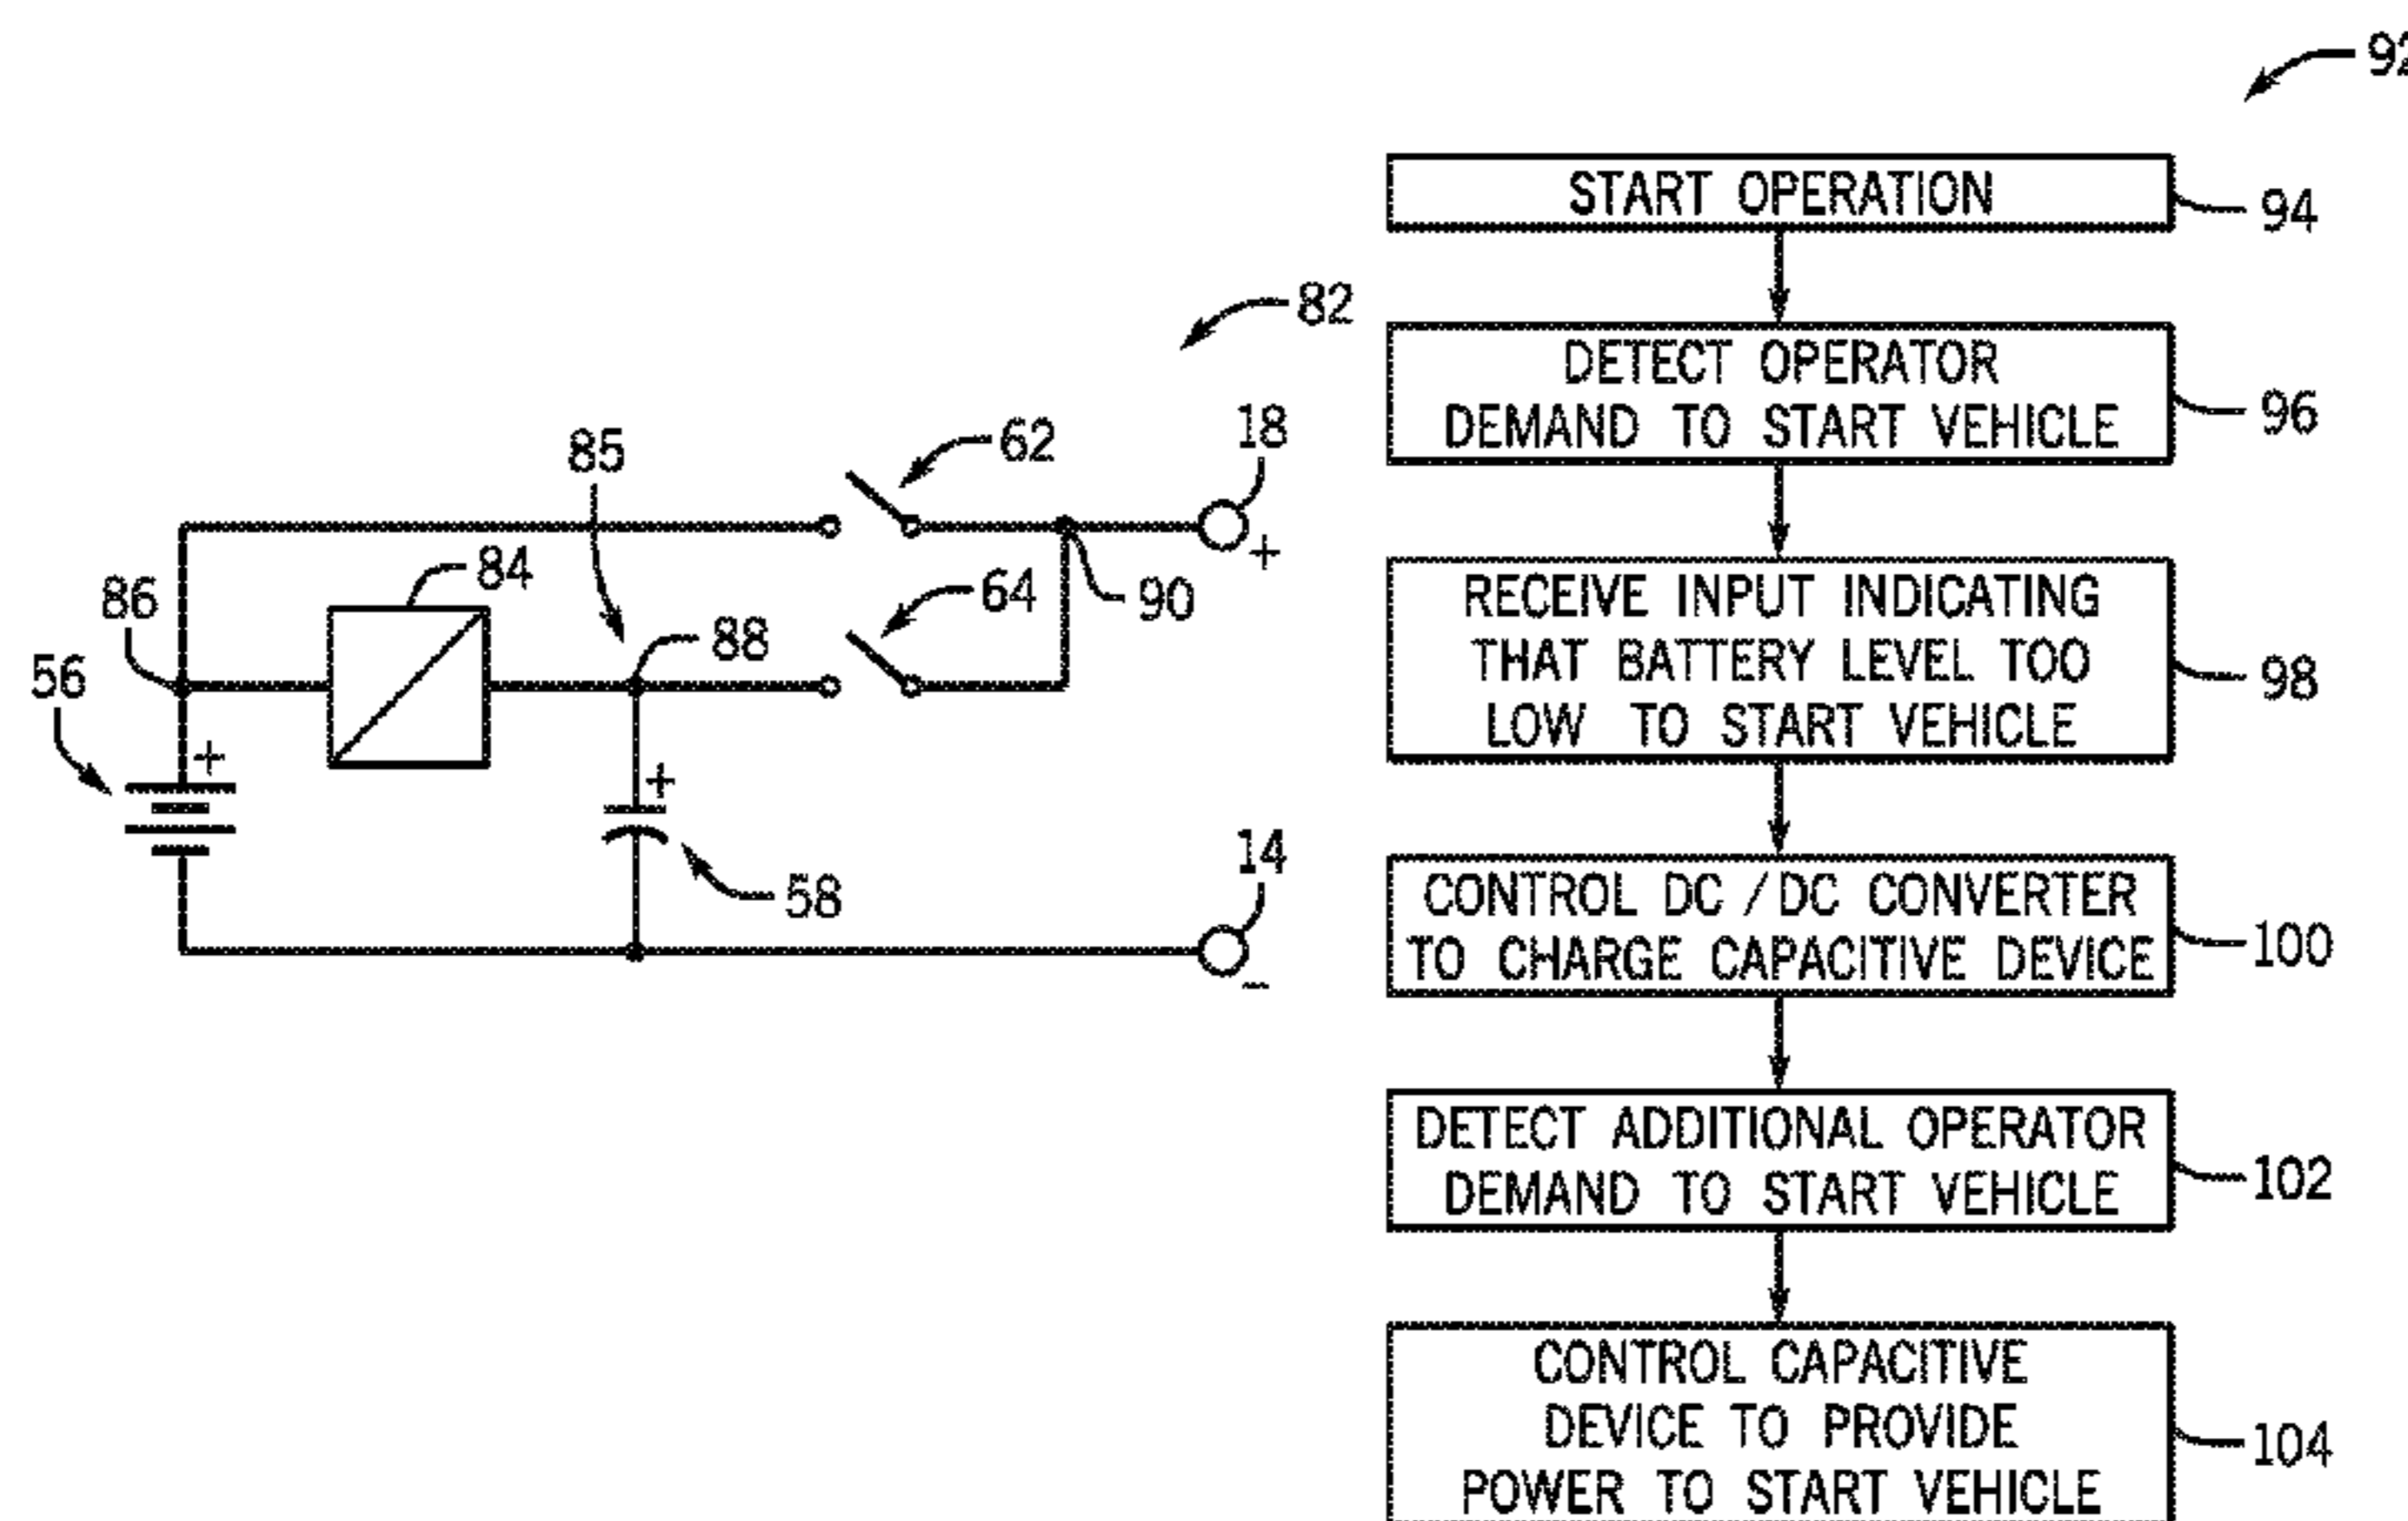 92
82
62
18
+
85
84
64
90
86
88
56
+
+
58
14
-
START OPERATION
94
DETECT OPERATOR
DEMAND TO START VEHICLE
96
RECEIVE INPUT INDICATING
THAT BATTERY LEVEL TOO
LOW TO START VEHICLE
98
CONTROL DC / DC CONVERTER
TO CHARGE CAPACITIVE DEVICE
100
DETECT ADDITIONAL OPERATOR
DEMAND TO START VEHICLE
102
CONTROL CAPACITIVE
DEVICE TO PROVIDE
POWER TO START VEHICLE
104